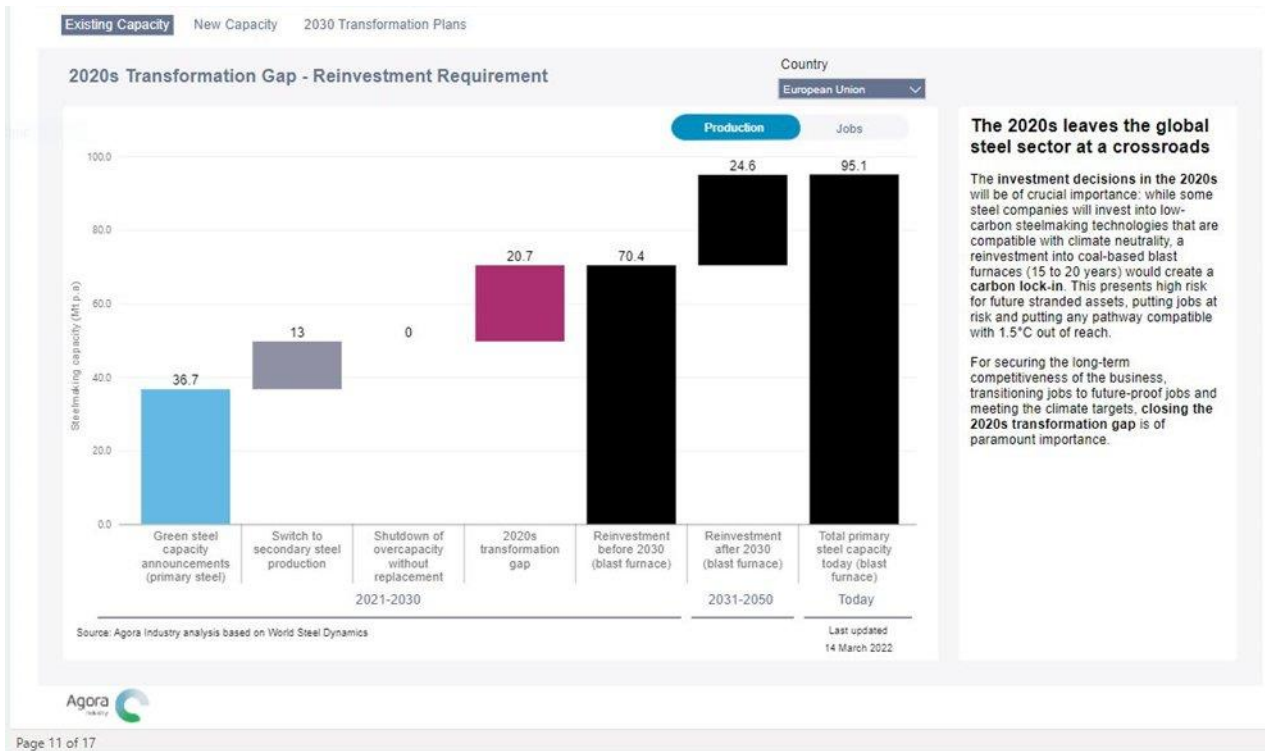 Existing Capacity New Capacity 2030 Transformation Plans
2020s Transformation Gap - Reinvestment Requirement
Country
European Union
Production Jobs
Steelmaking capacity (Mt p.a)
100.0
80.0
60.0
40.0
20.0
0.0
36.7
13
0
20.7
70.4
24.6
95.1
Green steel
capacity
announcements
(primary steel)
Switch to
secondary steel
production
Shutdown of
overcapacity
without
replacement
2020s
transformation
gap
Reinvestment
before 2030
(blast furnace)
Reinvestment
after 2030
(blast furnace)
Total primary
steel capacity
today (blast
furnace)
2021-2030
2031-2050
Today
Source: Agora Industry analysis based on World Steel Dynamics
Last updated
14 March 2022
The 2020s leaves the global
steel sector at a crossroads
The investment decisions in the 2020s
will be of crucial importance: while some
steel companies will invest into low-
carbon steelmaking technologies that are
compatible with climate neutrality, a
reinvestment into coal-based blast
furnaces (15 to 20 years) would create a
carbon lock-in. This presents high risk
for future stranded assets, putting jobs at
risk and putting any pathway compatible
with 1.5°C out of reach.
For securing the long-term
competitiveness of the business,
transitioning jobs to future-proof jobs and
meeting the climate targets, closing the
2020s transformation gap is of
paramount importance.
Agora
Industry
Page 11 of 17